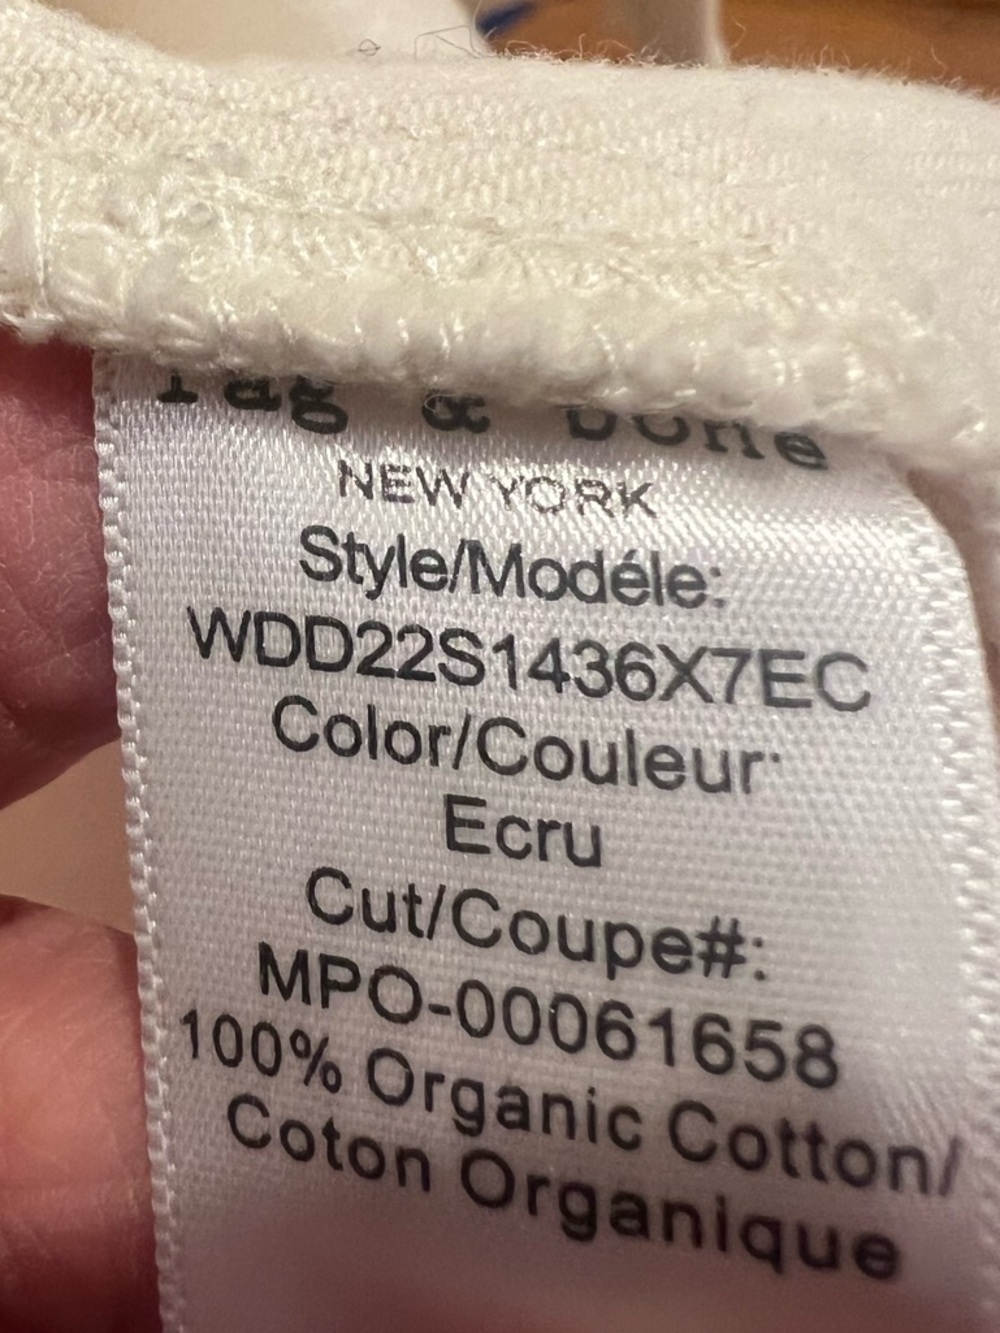 rag & bone
NEW YORK
Style/Modéle:
WDD22S1436X7EC
Color/Couleur:
Ecru
Cut/Coupe#:
MPO-00061658
100% Organic Cotton/
Coton Organique